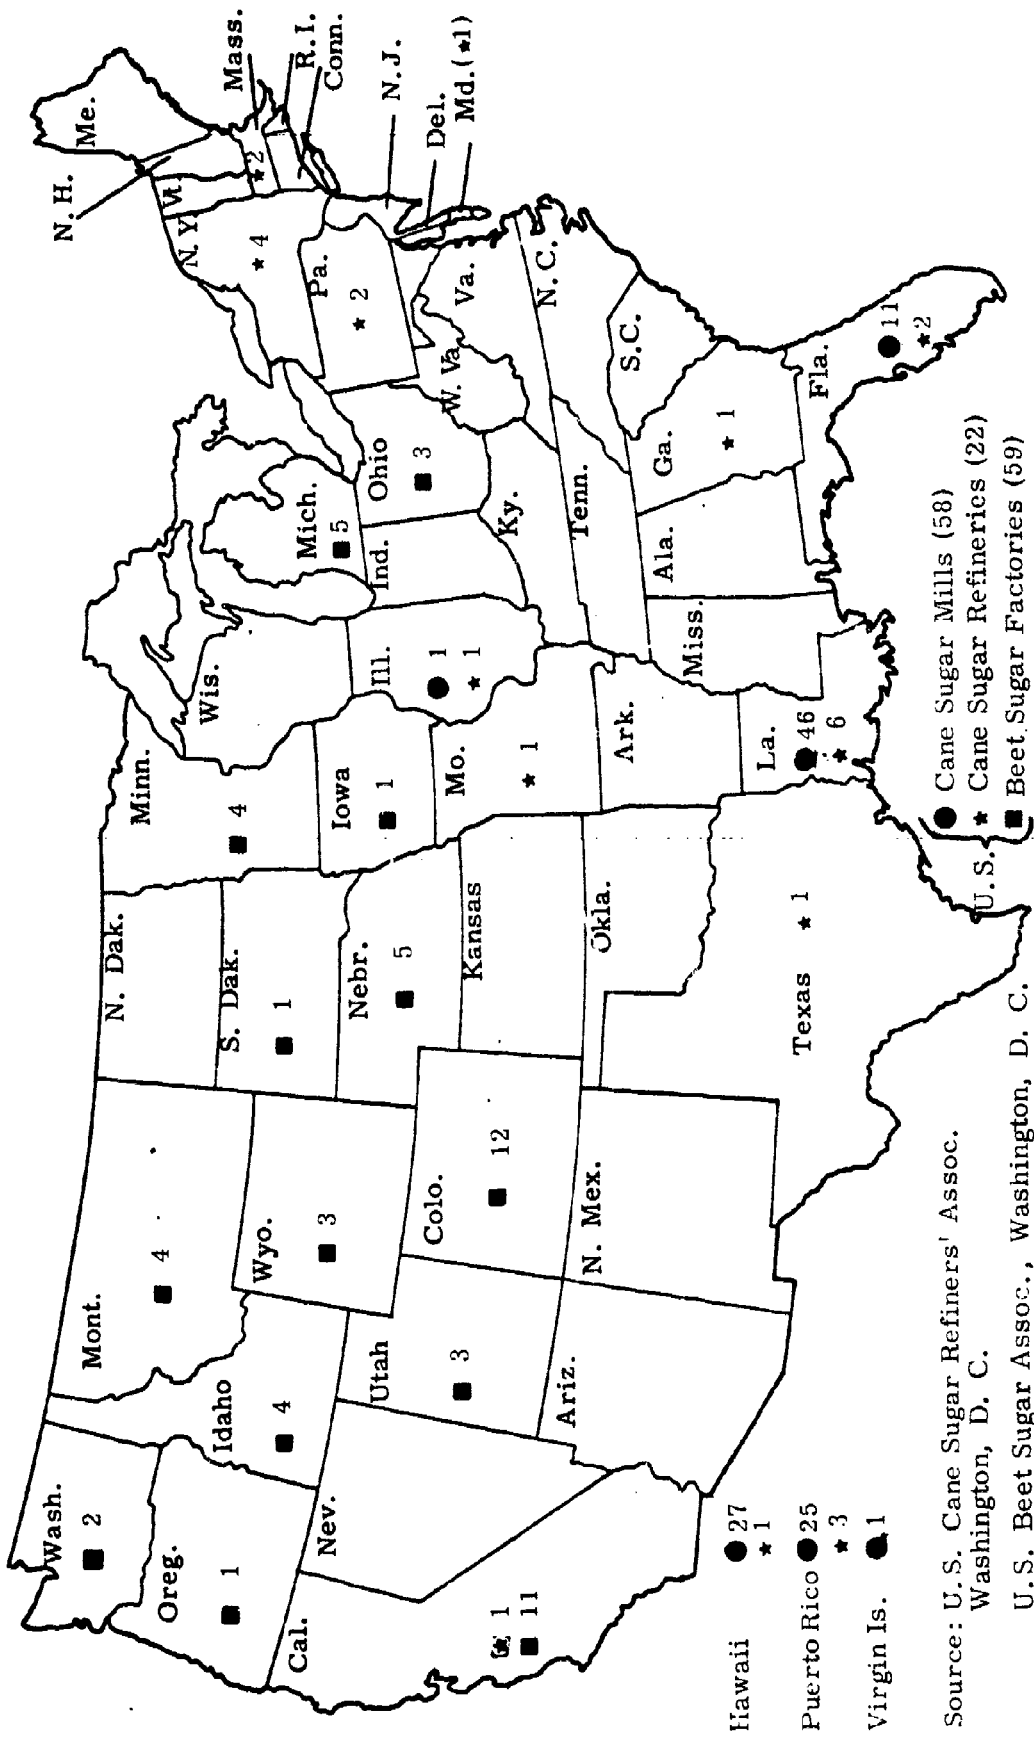 Wash.
2
Oreg.
1
Cal.
1
11
Nev.
Idaho
4
Mont.
4
Wyo.
3
Utah
3
Ariz.
Colo.
12
N. Mex.
N. Dak.
S. Dak.
1
Nebr.
5
Kansas
Okla.
Texas
1
Minn.
4
Iowa
1
Mo.
1
Ark.
La.
46
6
Wis.
Ill.
1
1
Mich.
5
Ind.
Ohio
3
Ky.
Tenn.
Miss.
Ala.
Ga.
1
Fla.
11
2
S.C.
N.C.
Va.
W. Va.
Pa.
2
N.Y.
4
Vt.
N.H.
Me.
Mass.
2
R.I.
Conn.
N.J.
Del.
Md.(★1)
Hawaii ● 27
★ 1
Puerto Rico ● 25
★ 3
Virgin Is. ● 1
U.S.
● Cane Sugar Mills (58)
★ Cane Sugar Refineries (22)
■ Beet Sugar Factories (59)
Source: U.S. Cane Sugar Refiners' Assoc.
Washington, D. C.
U.S. Beet Sugar Assoc., Washington, D. C.